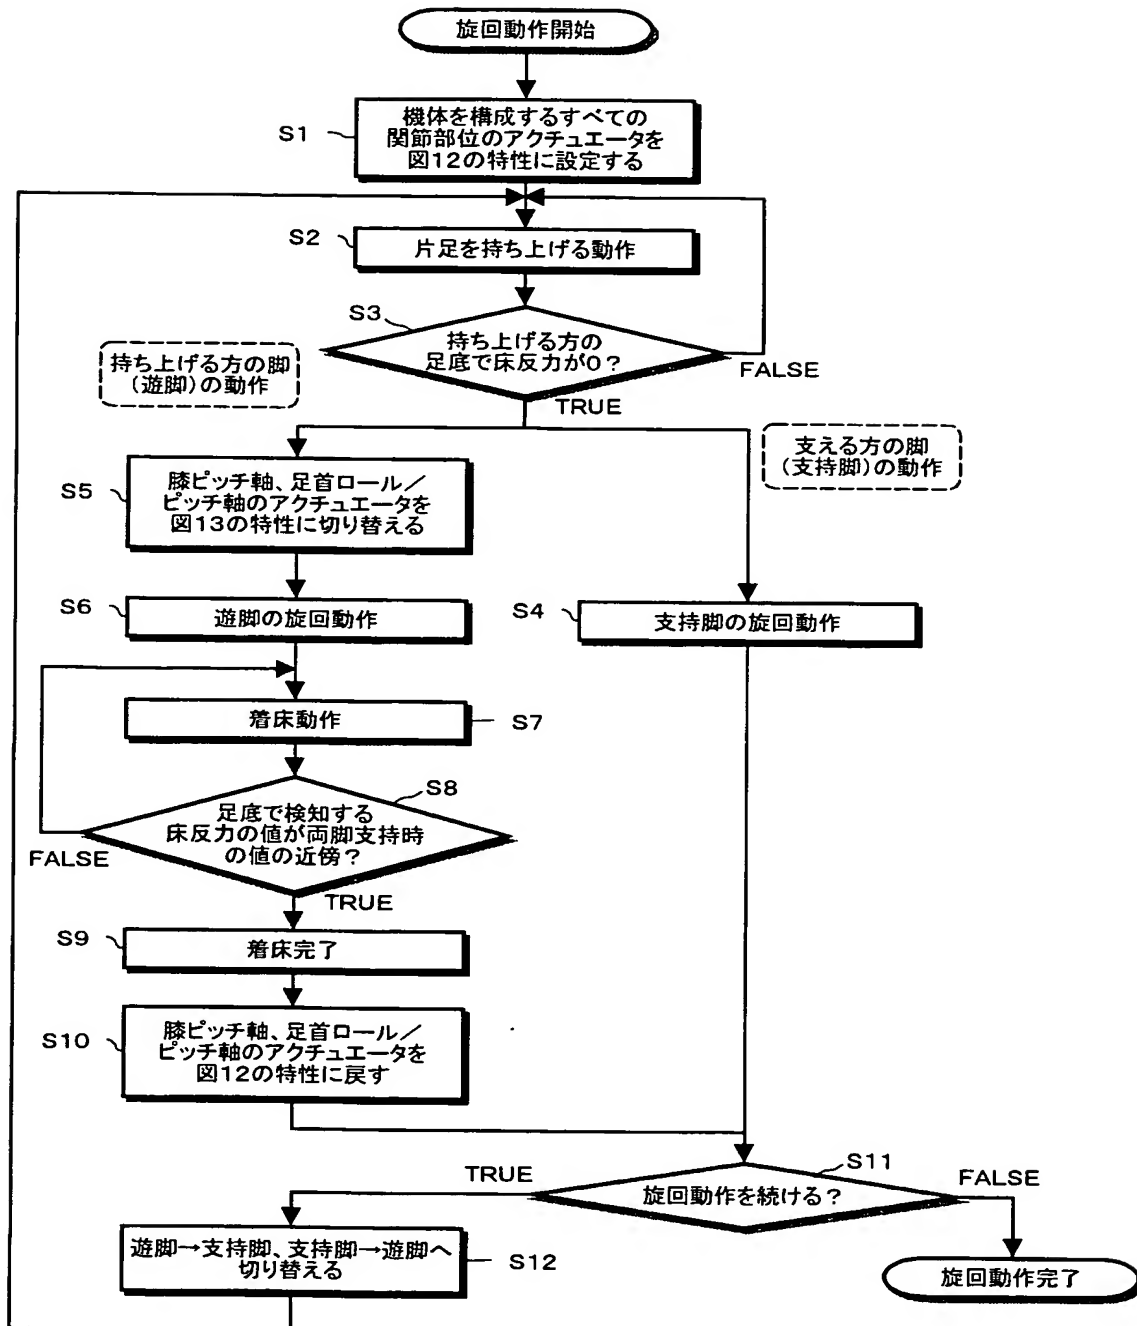 旋回動作開始
S1
機体を構成するすべての
関節部位のアクチュエータを
図12の特性に設定する
S2
片足を持ち上げる動作
S3
持ち上げる方の
足底で床反力が0？
FALSE
TRUE
持ち上げる方の脚
（遊脚）の動作
支える方の脚
（支持脚）の動作
S5
膝ピッチ軸、足首ロール／
ピッチ軸のアクチュエータを
図13の特性に切り替える
S6
遊脚の旋回動作
S4
支持脚の旋回動作
着床動作
S7
S8
足底で検知する
床反力の値が両脚支持時
の値の近傍？
FALSE
TRUE
S9
着床完了
S10
膝ピッチ軸、足首ロール／
ピッチ軸のアクチュエータを
図12の特性に戻す
S11
TRUE
旋回動作を続ける？
FALSE
遊脚→支持脚、支持脚→遊脚へ
切り替える
S12
旋回動作完了